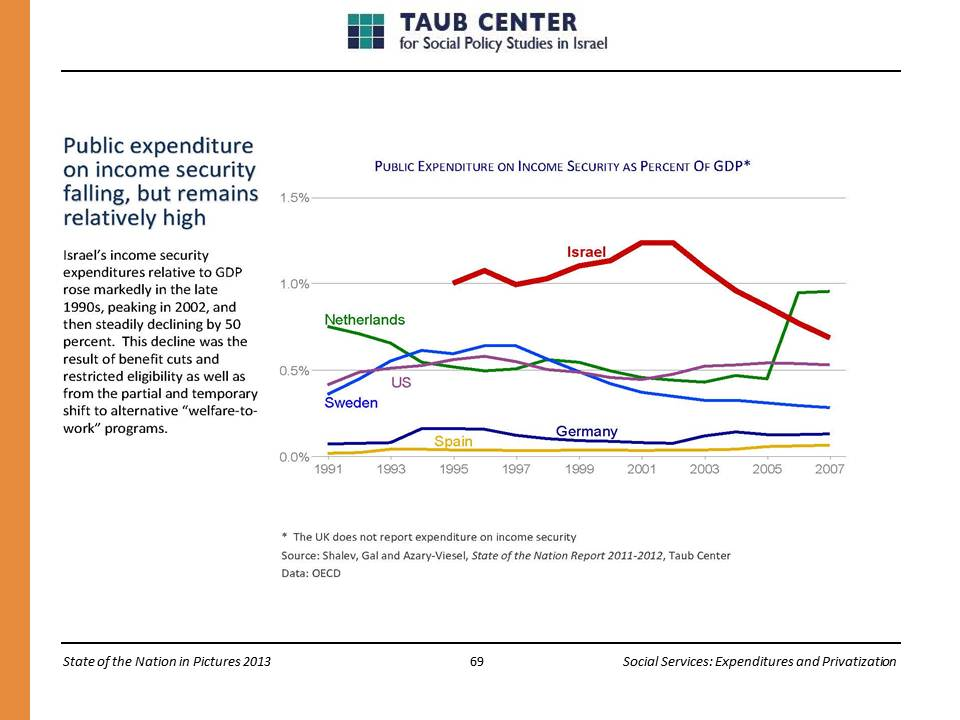 TAUB CENTER
for Social Policy Studies in Israel
Public expenditure
on income security
falling, but remains
relatively high
Israel's income security
expenditures relative to GDP
rose markedly in the late
1990s, peaking in 2002, and
then steadily declining by 50
percent.  This decline was the
result of benefit cuts and
restricted eligibility as well as
from the partial and temporary
shift to alternative “welfare-to-
work” programs.
PUBLIC EXPENDITURE ON INCOME SECURITY AS PERCENT OF GDP*
1.5%
1.0%
0.5%
0.0%
Israel
Netherlands
US
Sweden
Germany
Spain
1991 1993 1995 1997 1999 2001 2003 2005 2007
* The UK does not report expenditure on income security
Source: Shalev, Gal and Azary-Viesel, State of the Nation Report 2011-2012, Taub Center
Data: OECD
State of the Nation in Pictures 2013
69
Social Services: Expenditures and Privatization